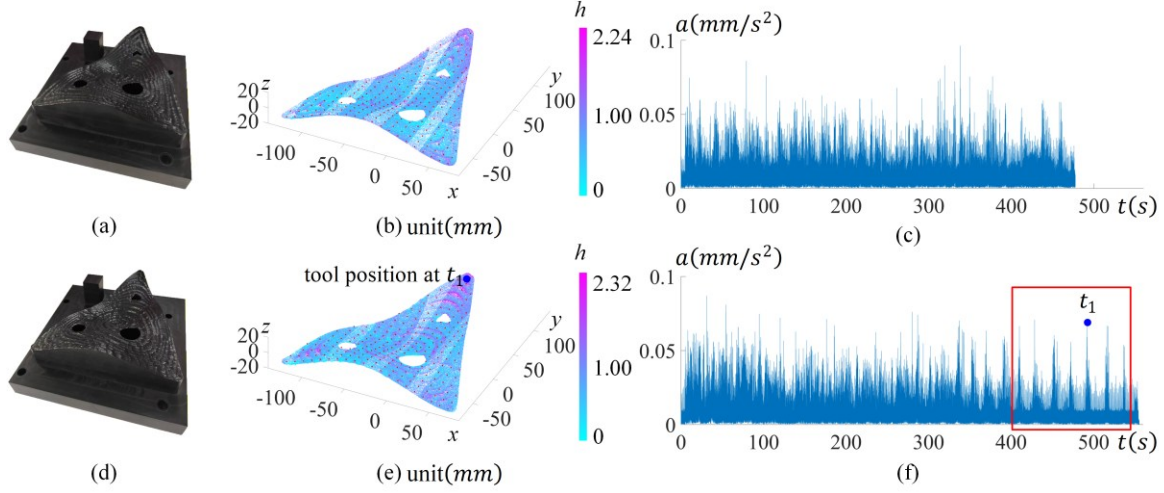 h
2.24
1.00
0
z
20
0
-20
-100
-50
0
50
x
-50
0
50
100
y
a(mm/s²)
0.1
0.05
0
0 100 200 300 400 500 t(s)
(a)
(b) unit(mm)
(c)
tool position at t₁
h
2.32
1.00
0
z
20
0
-20
-100
-50
0
50
x
-50
0
50
100
y
a(mm/s²)
0.1
0.05
0
t₁
0 100 200 300 400 500 t(s)
(d)
(e) unit(mm)
(f)